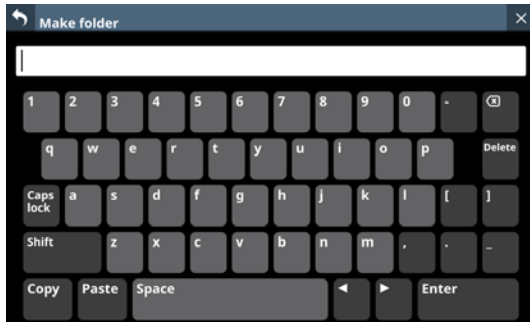 Make folder
1 2 3 4 5 6 7 8 9 0 -
q w e r t y u i o p Delete
Caps lock a s d f g h j k l [ ]
Shift z x c v b n m , . _
Copy Paste Space ◀ ▶ Enter